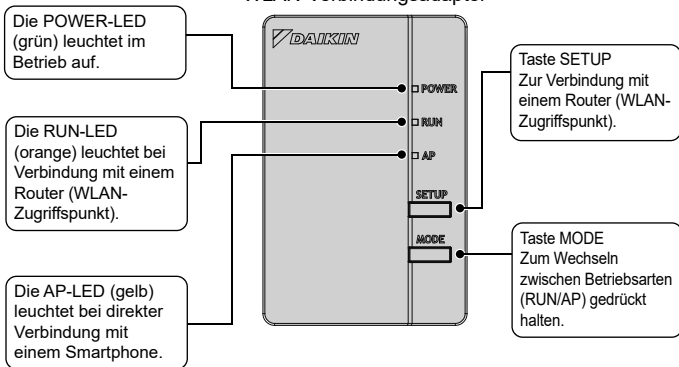 WLAN-Verbindungsadapter
Die POWER-LED
(grün) leuchtet im
Betrieb auf.
Die RUN-LED
(orange) leuchtet bei
Verbindung mit einem
Router (WLAN-
Zugriffspunkt).
Die AP-LED (gelb)
leuchtet bei direkter
Verbindung mit
einem Smartphone.
DAIKIN
POWER
RUN
AP
SETUP
MODE
Taste SETUP
Zur Verbindung mit
einem Router (WLAN-
Zugriffspunkt).
Taste MODE
Zum Wechseln
zwischen Betriebsarten
(RUN/AP) gedrückt
halten.